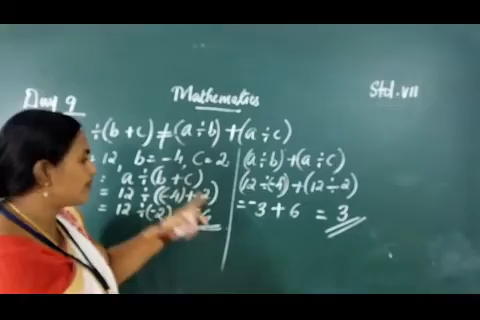 Day 9
Mathematics
Std.VII
÷(b+c)≠(a÷b)+(a÷c)
= 12, b=-4, C=2
= a÷(b+c)
= 12÷((-4)+2)
= 12÷(-2)
(a÷b)+(a÷c)
(12÷(-4))+(12÷2)
=-3+6 = 3